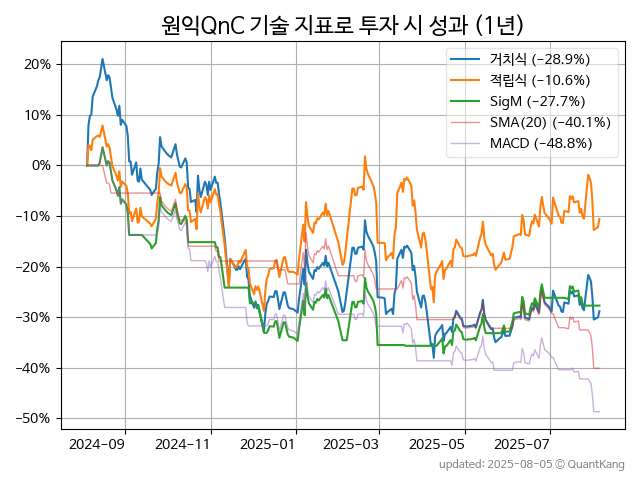 원익QnC 기술 지표로 투자 시 성과 (1년)
거치식 (−28.9%)
적립식 (−10.6%)
SigM (−27.7%)
SMA(20) (−40.1%)
MACD (−48.8%)
20%
10%
0%
−10%
−20%
−30%
−40%
−50%
2024-09 2024-11 2025-01 2025-03 2025-05 2025-07
updated: 2025-08-05 © QuantKang